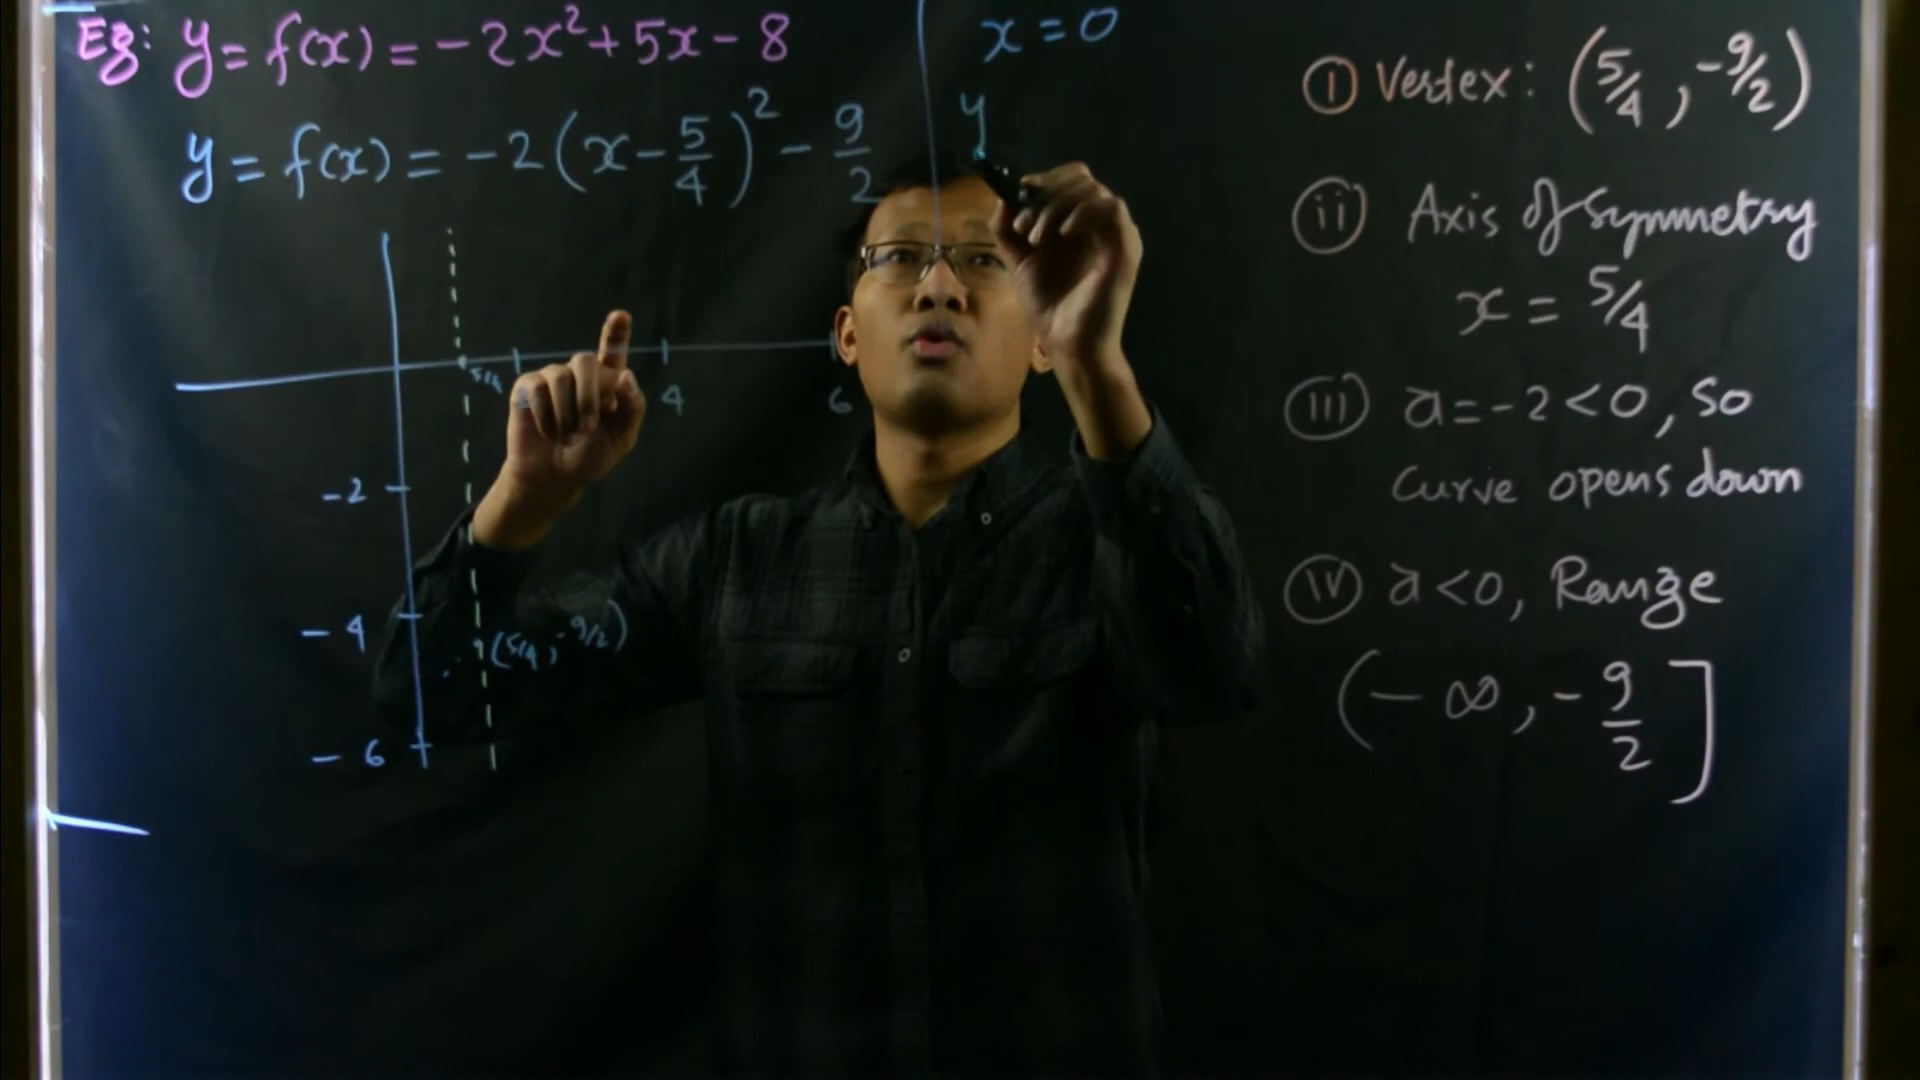 Eg: y = f(x) = -2x² + 5x - 8
y = f(x) = -2(x - 5/4)² - 9/2
x = 0
y
5/4
4
6
-2
-4
(5/4, -9/2)
-6
(i) Vertex: (5/4, -9/2)
(ii) Axis of Symmetry
x = 5/4
(iii) a = -2 < 0, so
Curve opens down
(iv) a < 0, Range
(-∞, -9/2]